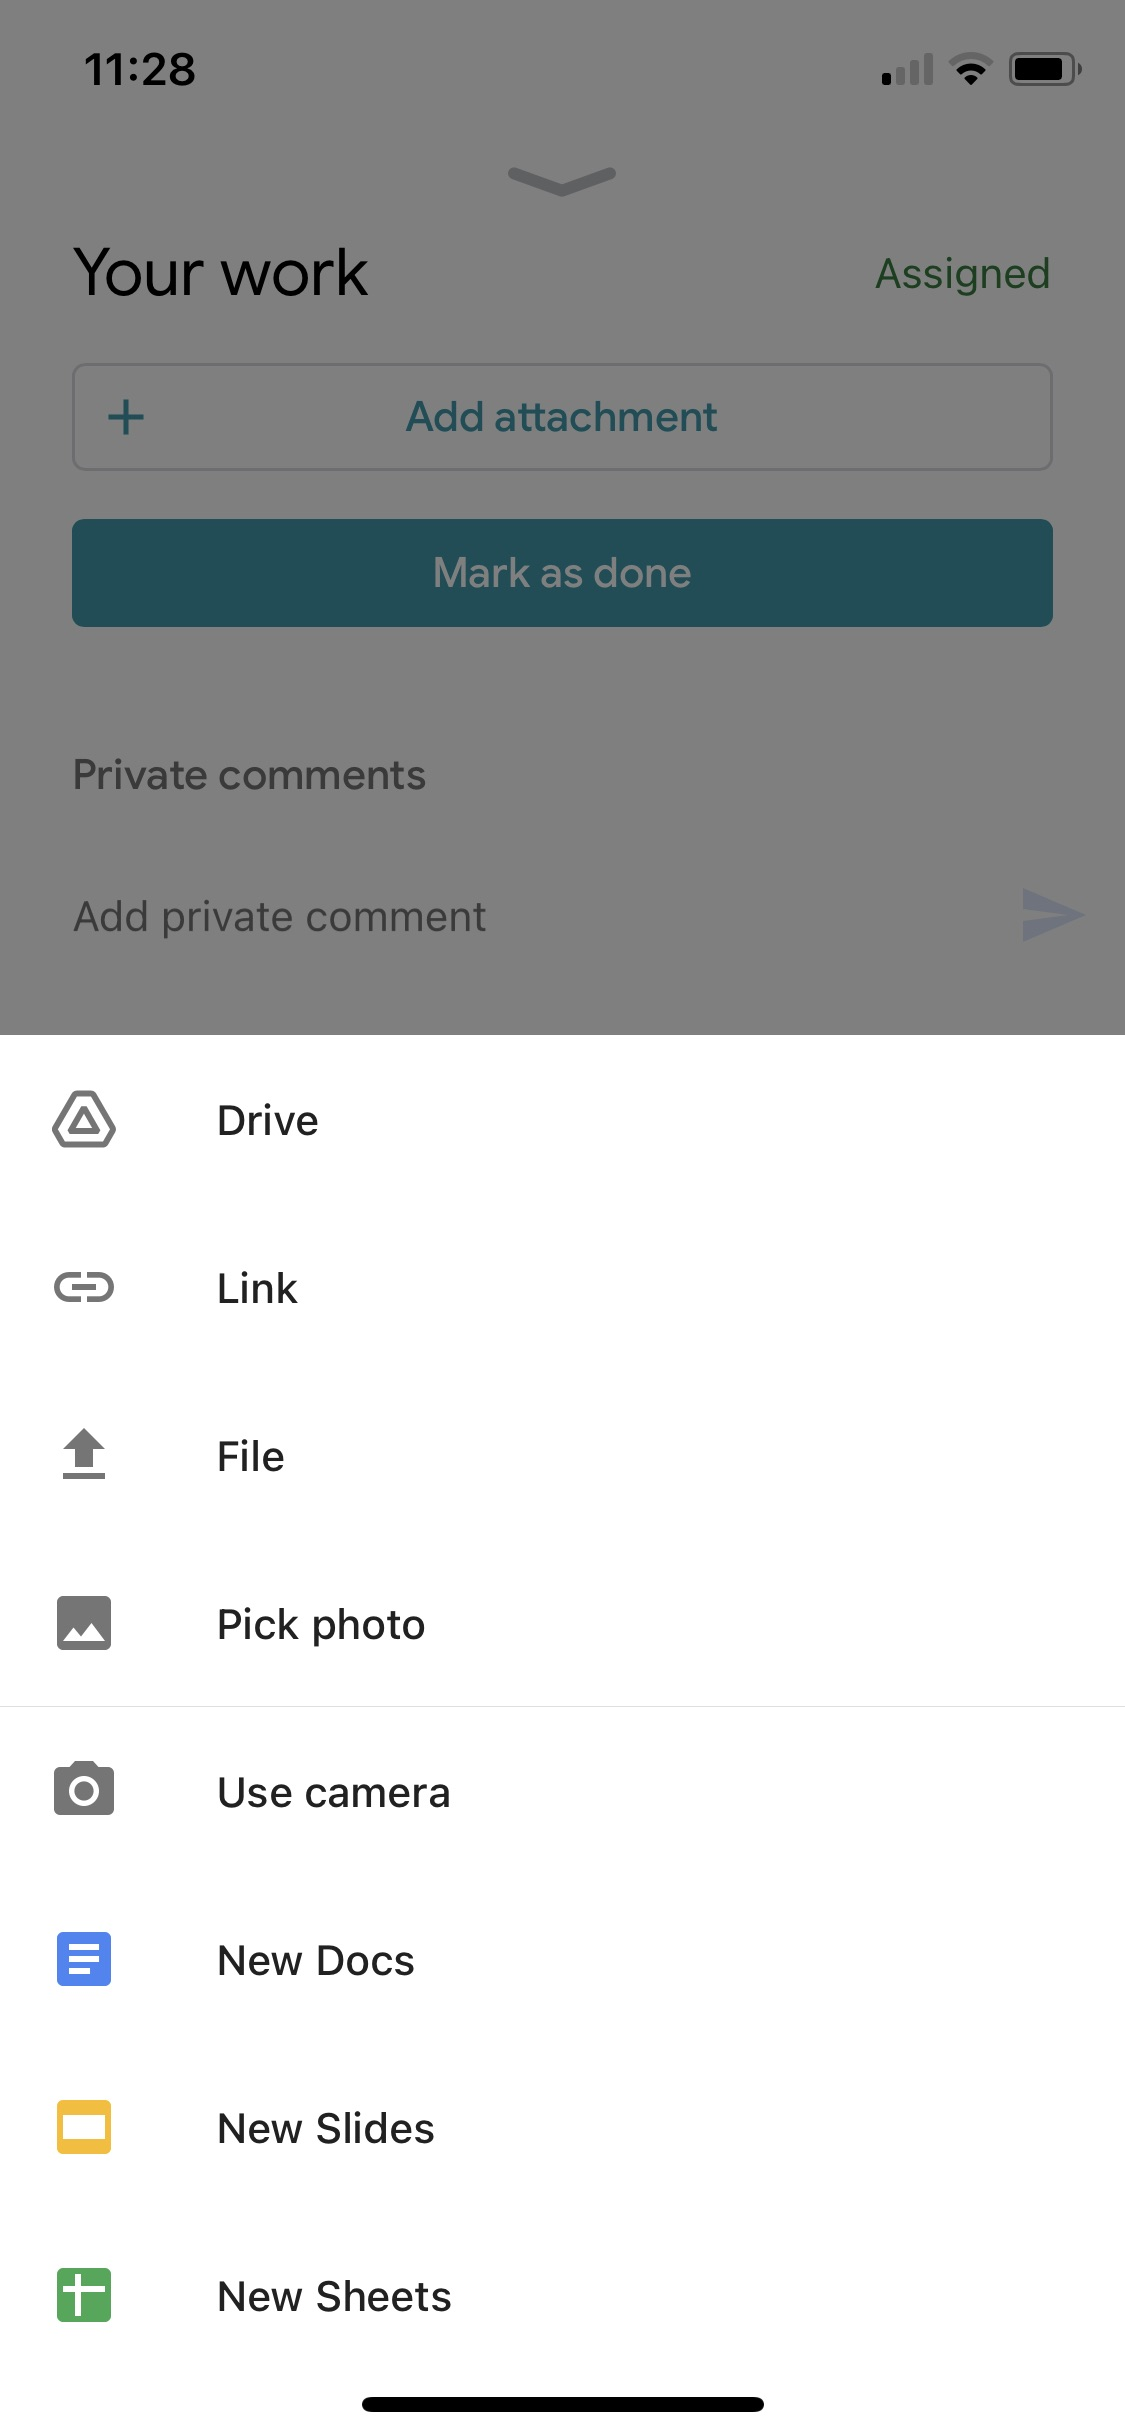 11:28
Your work
Assigned
Add attachment
Mark as done
Private comments
Add private comment
Drive
Link
File
Pick photo
Use camera
New Docs
New Slides
New Sheets